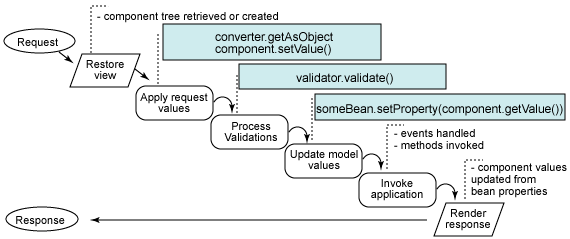 - component tree retrieved or created
Request
converter.getAsObject
component.setValue()
Restore
view
validator.validate()
Apply request
values
someBean.setProperty(component.getValue())
Process
Validations
- events handled
- methods invoked
Update model
values
- component values
updated from
bean properties
Invoke
application
Response
Render
response